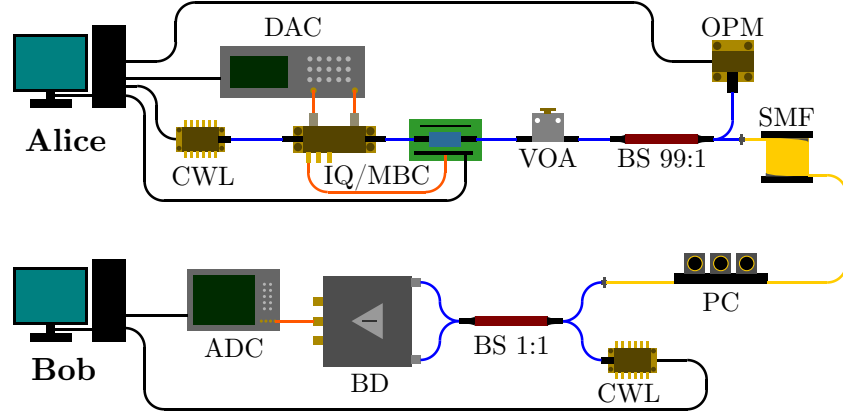 DAC
OPM
SMF
Alice
CWL
IQ/MBC
VOA
BS 99:1
PC
ADC
BS 1:1
Bob
BD
CWL